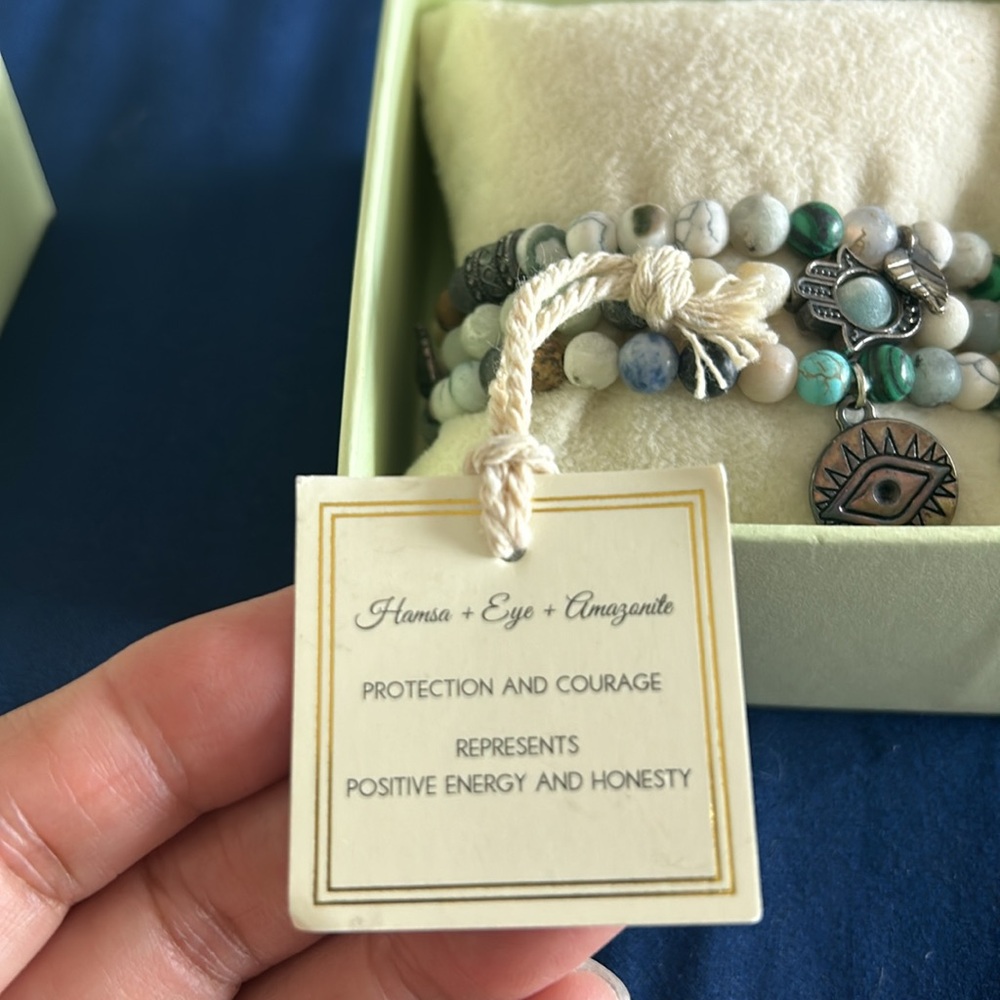 Hamsa + Eye + Amazonite
PROTECTION AND COURAGE
REPRESENTS
POSITIVE ENERGY AND HONESTY